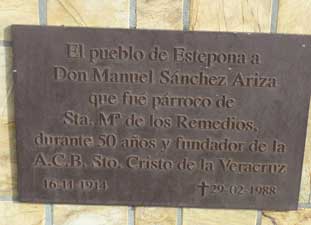 El pueblo de Estepona a
Don Manuel Sánchez Ariza
que fué párroco de
Sta. Mª de los Remedios,
durante 50 años y fundador de la
A.C.B. Sto. Cristo de la Veracruz
16-11-1914 ✝29-02-1988